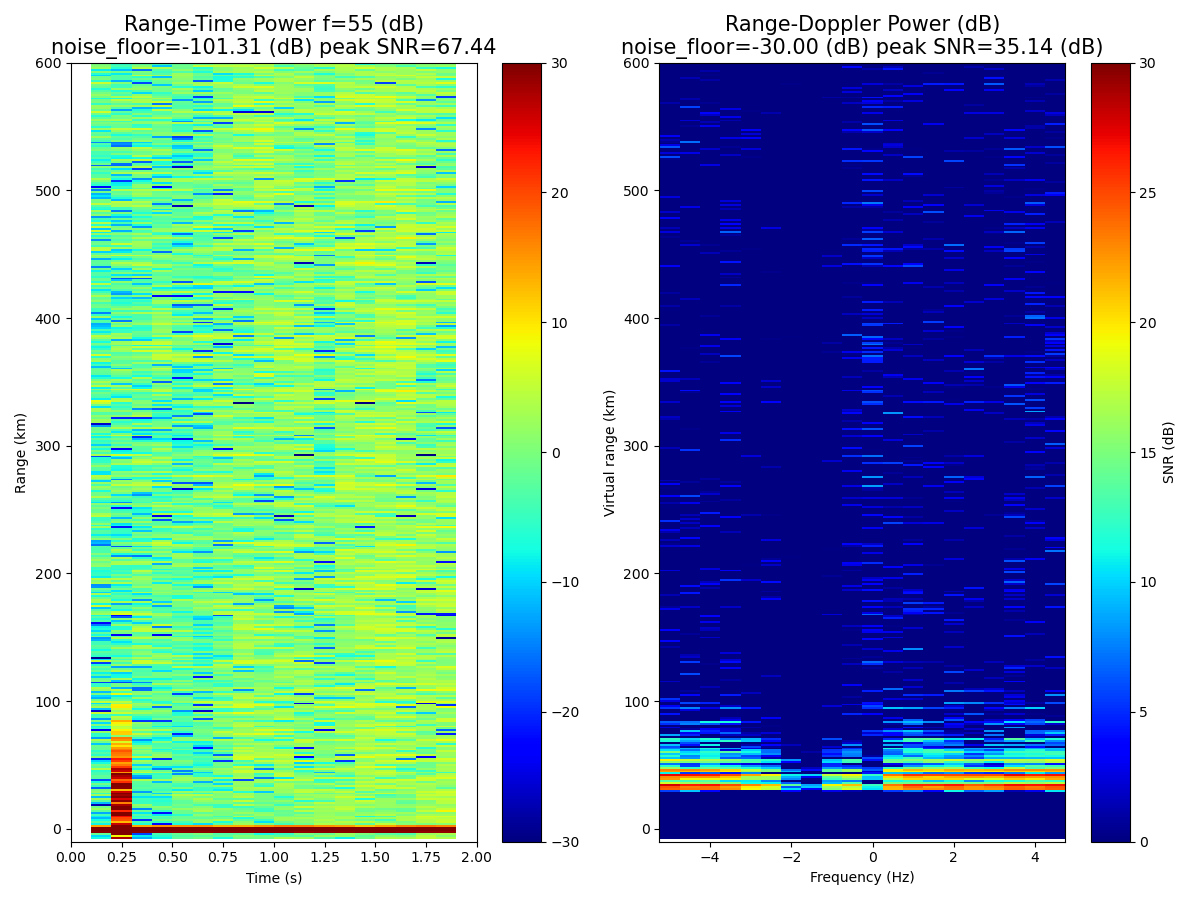 Range-Time Power f=55 (dB)
noise_floor=-101.31 (dB) peak SNR=67.44
600
500
400
300
200
100
0
Range (km)
0.00 0.25 0.50 0.75 1.00 1.25 1.50 1.75 2.00
Time (s)
30
20
10
0
−10
−20
−30
Range-Doppler Power (dB)
noise_floor=-30.00 (dB) peak SNR=35.14 (dB)
600
500
400
300
200
100
0
Virtual range (km)
−4 −2 0 2 4
Frequency (Hz)
30
25
20
15
10
5
0
SNR (dB)